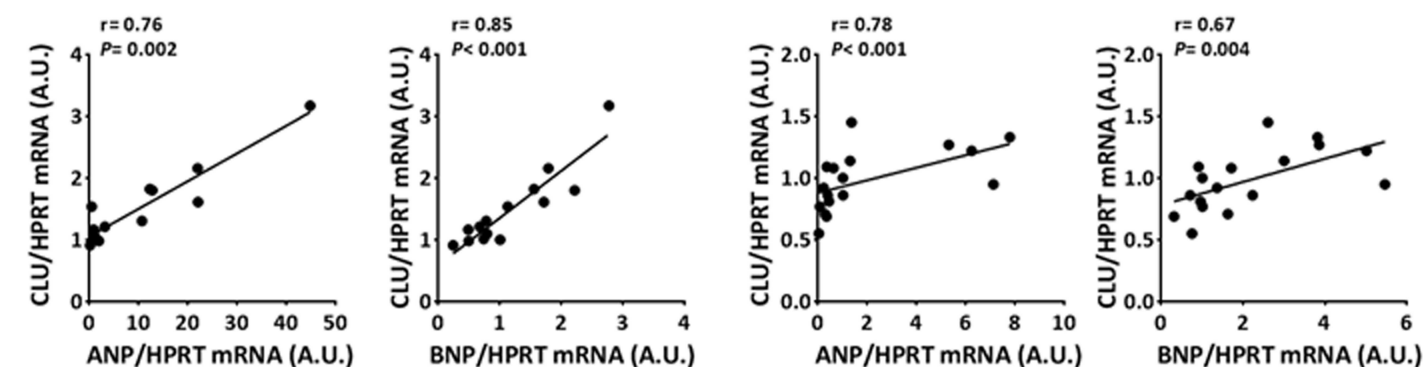 r= 0.76
P= 0.002
CLU/HPRT mRNA (A.U.)
4
3
2
1
0
0 10 20 30 40 50
ANP/HPRT mRNA (A.U.)
r= 0.85
P< 0.001
CLU/HPRT mRNA (A.U.)
4
3
2
1
0
0 1 2 3 4
BNP/HPRT mRNA (A.U.)
r= 0.78
P< 0.001
CLU/HPRT mRNA (A.U.)
2.0
1.5
1.0
0.5
0.0
0 2 4 6 8 10
ANP/HPRT mRNA (A.U.)
r= 0.67
P= 0.004
CLU/HPRT mRNA (A.U.)
2.0
1.5
1.0
0.5
0.0
0 2 4 6
BNP/HPRT mRNA (A.U.)